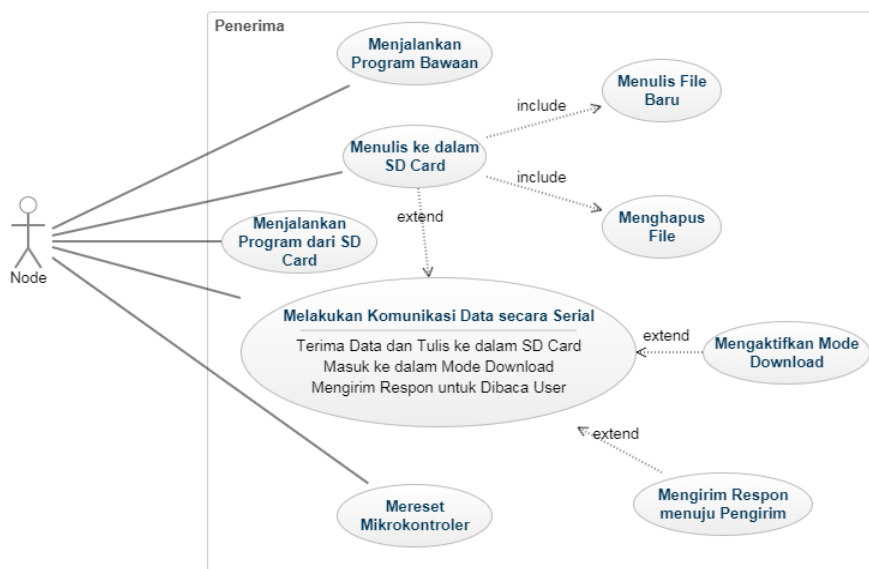 Penerima
Menjalankan
Program Bawaan
Menulis File
Baru
include
Menulis ke dalam
SD Card
include
Menghapus
File
extend
Menjalankan
Program dari SD
Card
Node
Melakukan Komunikasi Data secara Serial
Terima Data dan Tulis ke dalam SD Card
Masuk ke dalam Mode Download
Mengirim Respon untuk Dibaca User
extend
Mengaktifkan Mode
Download
extend
Mengirim Respon
menuju Pengirim
Mereset
Mikrokontroler